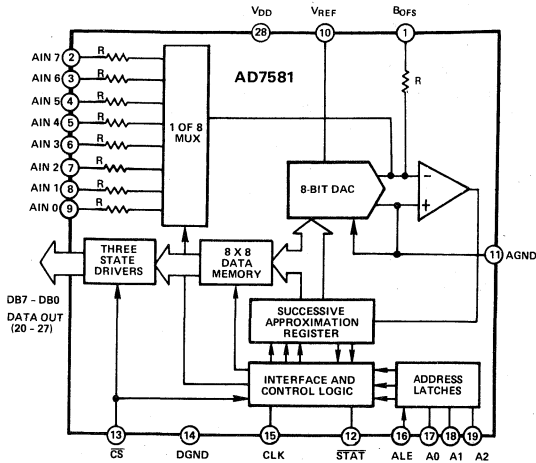 VDD
VREF
BOFS
28
10
1
AD7581
AIN 7 2 R
AIN 6 3 R
AIN 5 4 R
AIN 4 5 R
AIN 3 6 R
AIN 2 7 R
AIN 1 8 R
AIN 0 9 R
1 OF 8
MUX
R
8-BIT DAC
−
+
11
AGND
THREE
STATE
DRIVERS
8 X 8
DATA
MEMORY
DB7 - DB0
DATA OUT
(20 - 27)
SUCCESSIVE
APPROXIMATION
REGISTER
INTERFACE AND
CONTROL LOGIC
ADDRESS
LATCHES
13 14 15 12 16 17 18 19
C̅S̅ DGND CLK S̅T̅A̅T̅ ALE A0 A1 A2